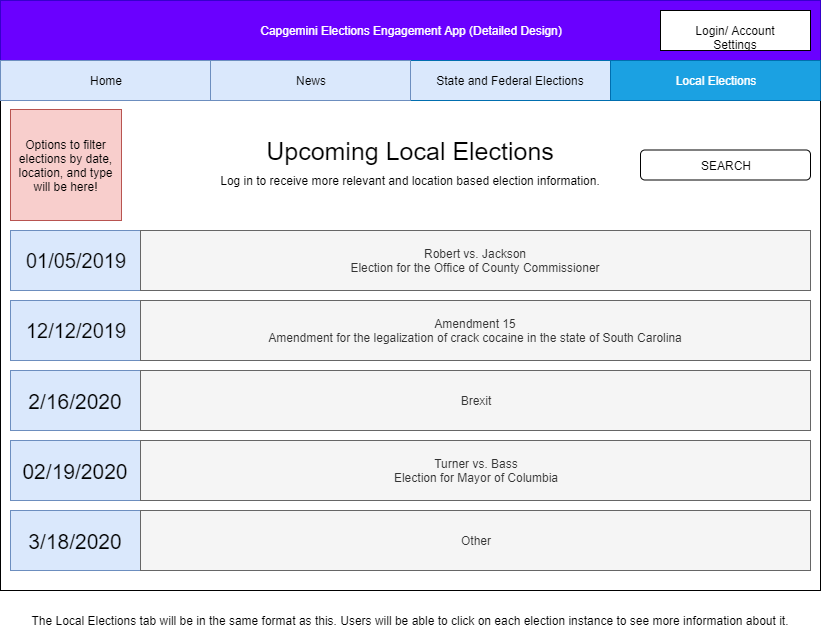 Capgemini Elections Engagement App (Detailed Design)
Login/ Account
Settings
Home
News
State and Federal Elections
Local Elections
Options to filter
elections by date,
location, and type
will be here!
Upcoming Local Elections
Log in to receive more relevant and location based election information.
SEARCH
01/05/2019
Robert vs. Jackson
Election for the Office of County Commissioner
12/12/2019
Amendment 15
Amendment for the legalization of crack cocaine in the state of South Carolina
2/16/2020
Brexit
02/19/2020
Turner vs. Bass
Election for Mayor of Columbia
3/18/2020
Other
The Local Elections tab will be in the same format as this. Users will be able to click on each election instance to see more information about it.